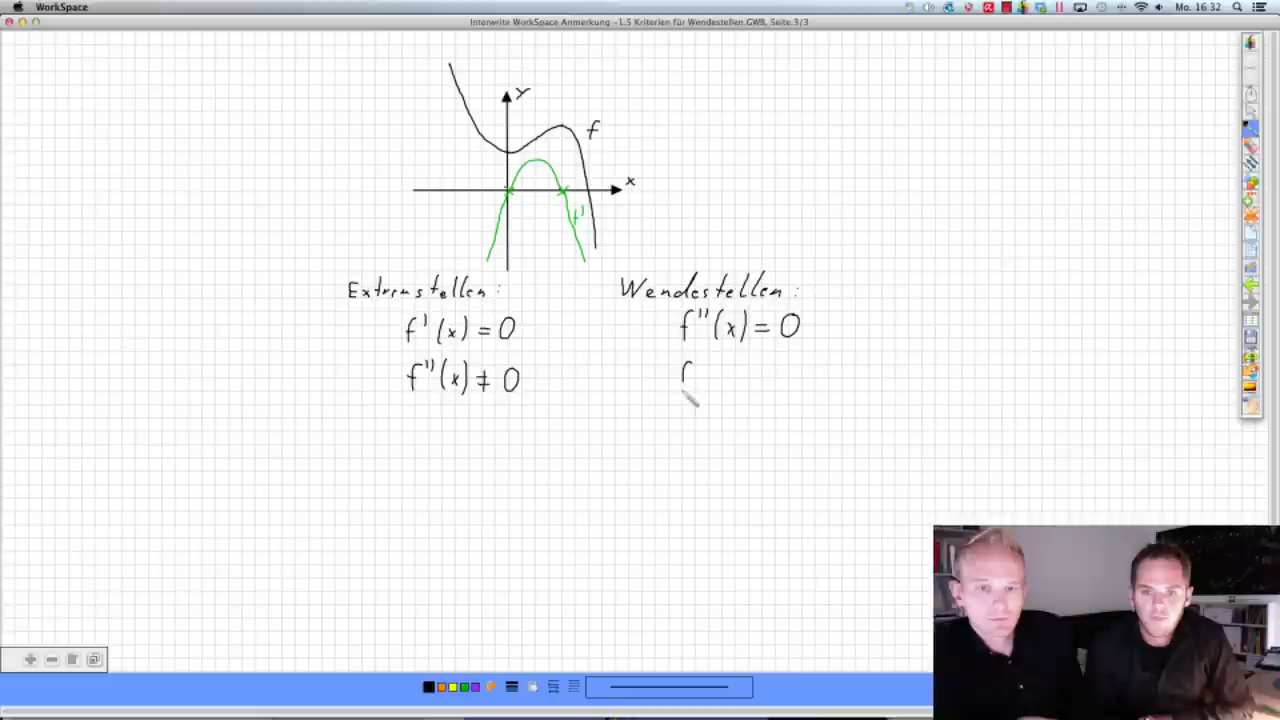 WorkSpace
Mo. 16:32
Interwrite WorkSpace Anmerkung -1.5 Kriterien für Wendestellen.GWB, Seite:3/3
y
f
x
f'
Extremstellen:
Wendestellen:
f'(x) = 0
f''(x) = 0
f''(x) ≠ 0
f